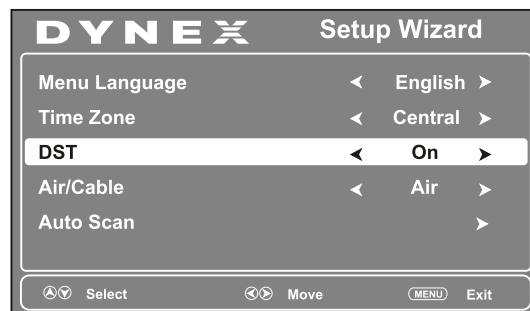 DYNEX Setup Wizard
Menu Language English
Time Zone Central
DST On
Air/Cable Air
Auto Scan
Select Move MENU Exit